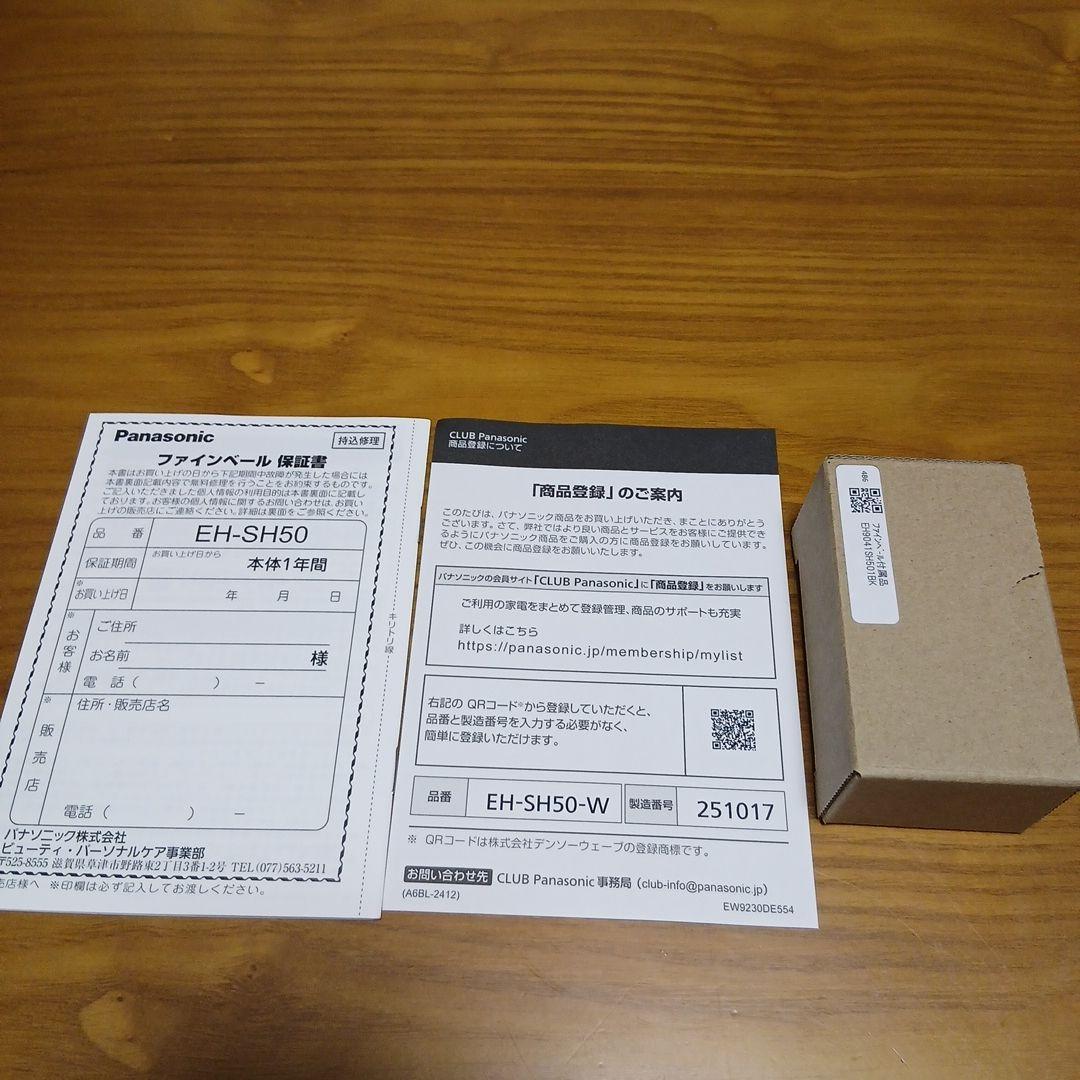 Panasonic
持込修理
ファインベール 保証書
本書はお買い上げの日から下記期間中故障が発生した場合には
本書裏面記載内容で無料修理を行うことをお約束するものです。
ご記入いただきました個人情報の利用目的は本書裏面に記載し
ております。お客様の個人情報に関するお問い合わせは、お買い
上げの販売店にご連絡ください。詳細は裏面をご参照ください。
品 番 EH-SH50
保証期間 お買い上げ日から 本体1年間
※お買い上げ日 年 月 日
※お客様
ご住所
お名前 様
電 話( ) ー
※販売店
住所・販売店名
電話( ) ー
キリトリ線
パナソニック株式会社
ビューティ・パーソナルケア事業部
〒525-8555 滋賀県草津市野路東2丁目3番1-2号 TEL(077)563-5211
売店様へ ※印欄は必ず記入してお渡しください。
CLUB Panasonic
商品登録について
「商品登録」のご案内
このたびは、パナソニック商品をお買い上げいただき、まことにありがとう
ございます。さて、弊社ではより良い商品とサービスをお客様にご提供でき
るようにパナソニック商品をご購入の方に商品登録をお願いしています。
ぜひ、この機会に商品登録をお願いいたします。
パナソニックの会員サイト「CLUB Panasonic」に「商品登録」をお願いします
ご利用の家電をまとめて登録管理、商品のサポートも充実
詳しくはこちら
https://panasonic.jp/membership/mylist
右記の QRコード※から登録していただくと、
品番と製造番号を入力する必要がなく、
簡単に登録いただけます。
品番 EH-SH50-W 製造番号 251017
※ QRコードは株式会社デンソーウェーブの登録商標です。
お問い合わせ先 CLUB Panasonic 事務局(club-info@panasonic.jp)
(A6BL-2412)
EW9230DE554
486
ファインベール付属品
EH9041SH501BK